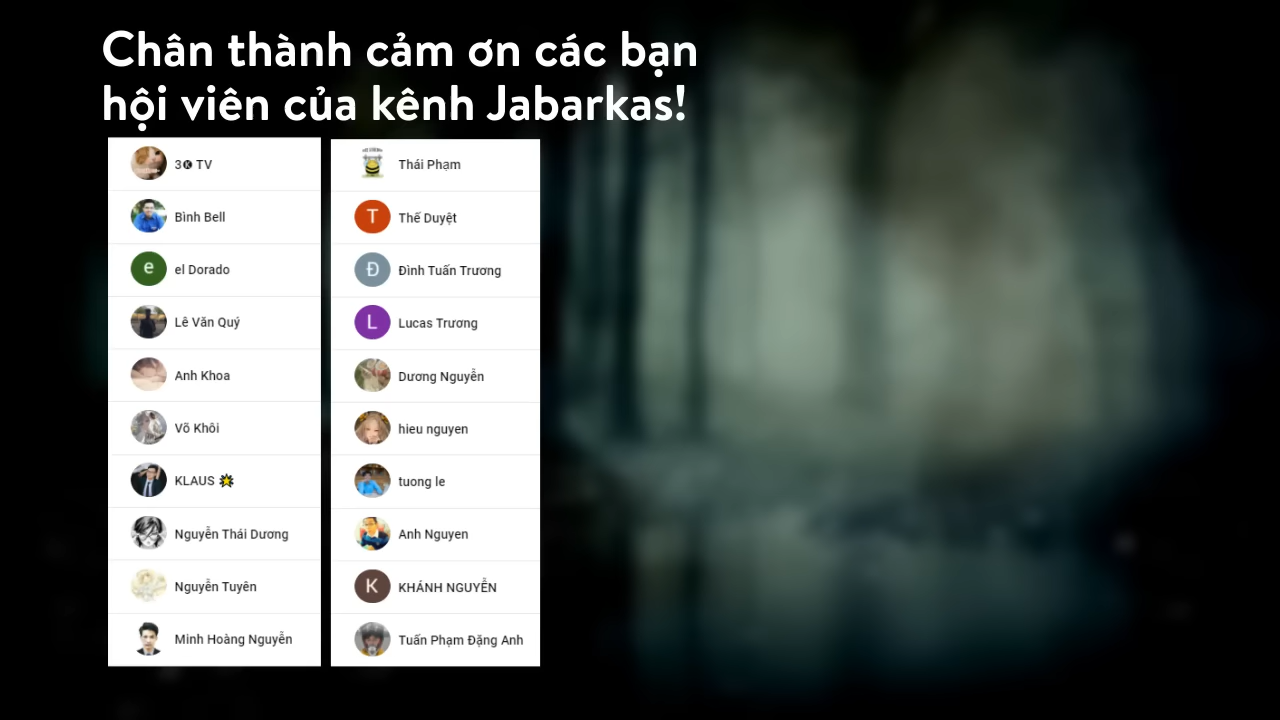 Chân thành cảm ơn các bạn
hội viên của kênh Jabarkas!
3K TV
Bình Bell
e
el Dorado
Lê Văn Quý
Anh Khoa
Võ Khôi
KLAUS
Nguyễn Thái Dương
Nguyễn Tuyên
Minh Hoàng Nguyễn
Thái Phạm
T
Thế Duyệt
Đ
Đình Tuấn Trương
L
Lucas Trương
Dương Nguyễn
hieu nguyen
tuong le
Anh Nguyen
K
KHÁNH NGUYỄN
Tuấn Phạm Đặng Anh